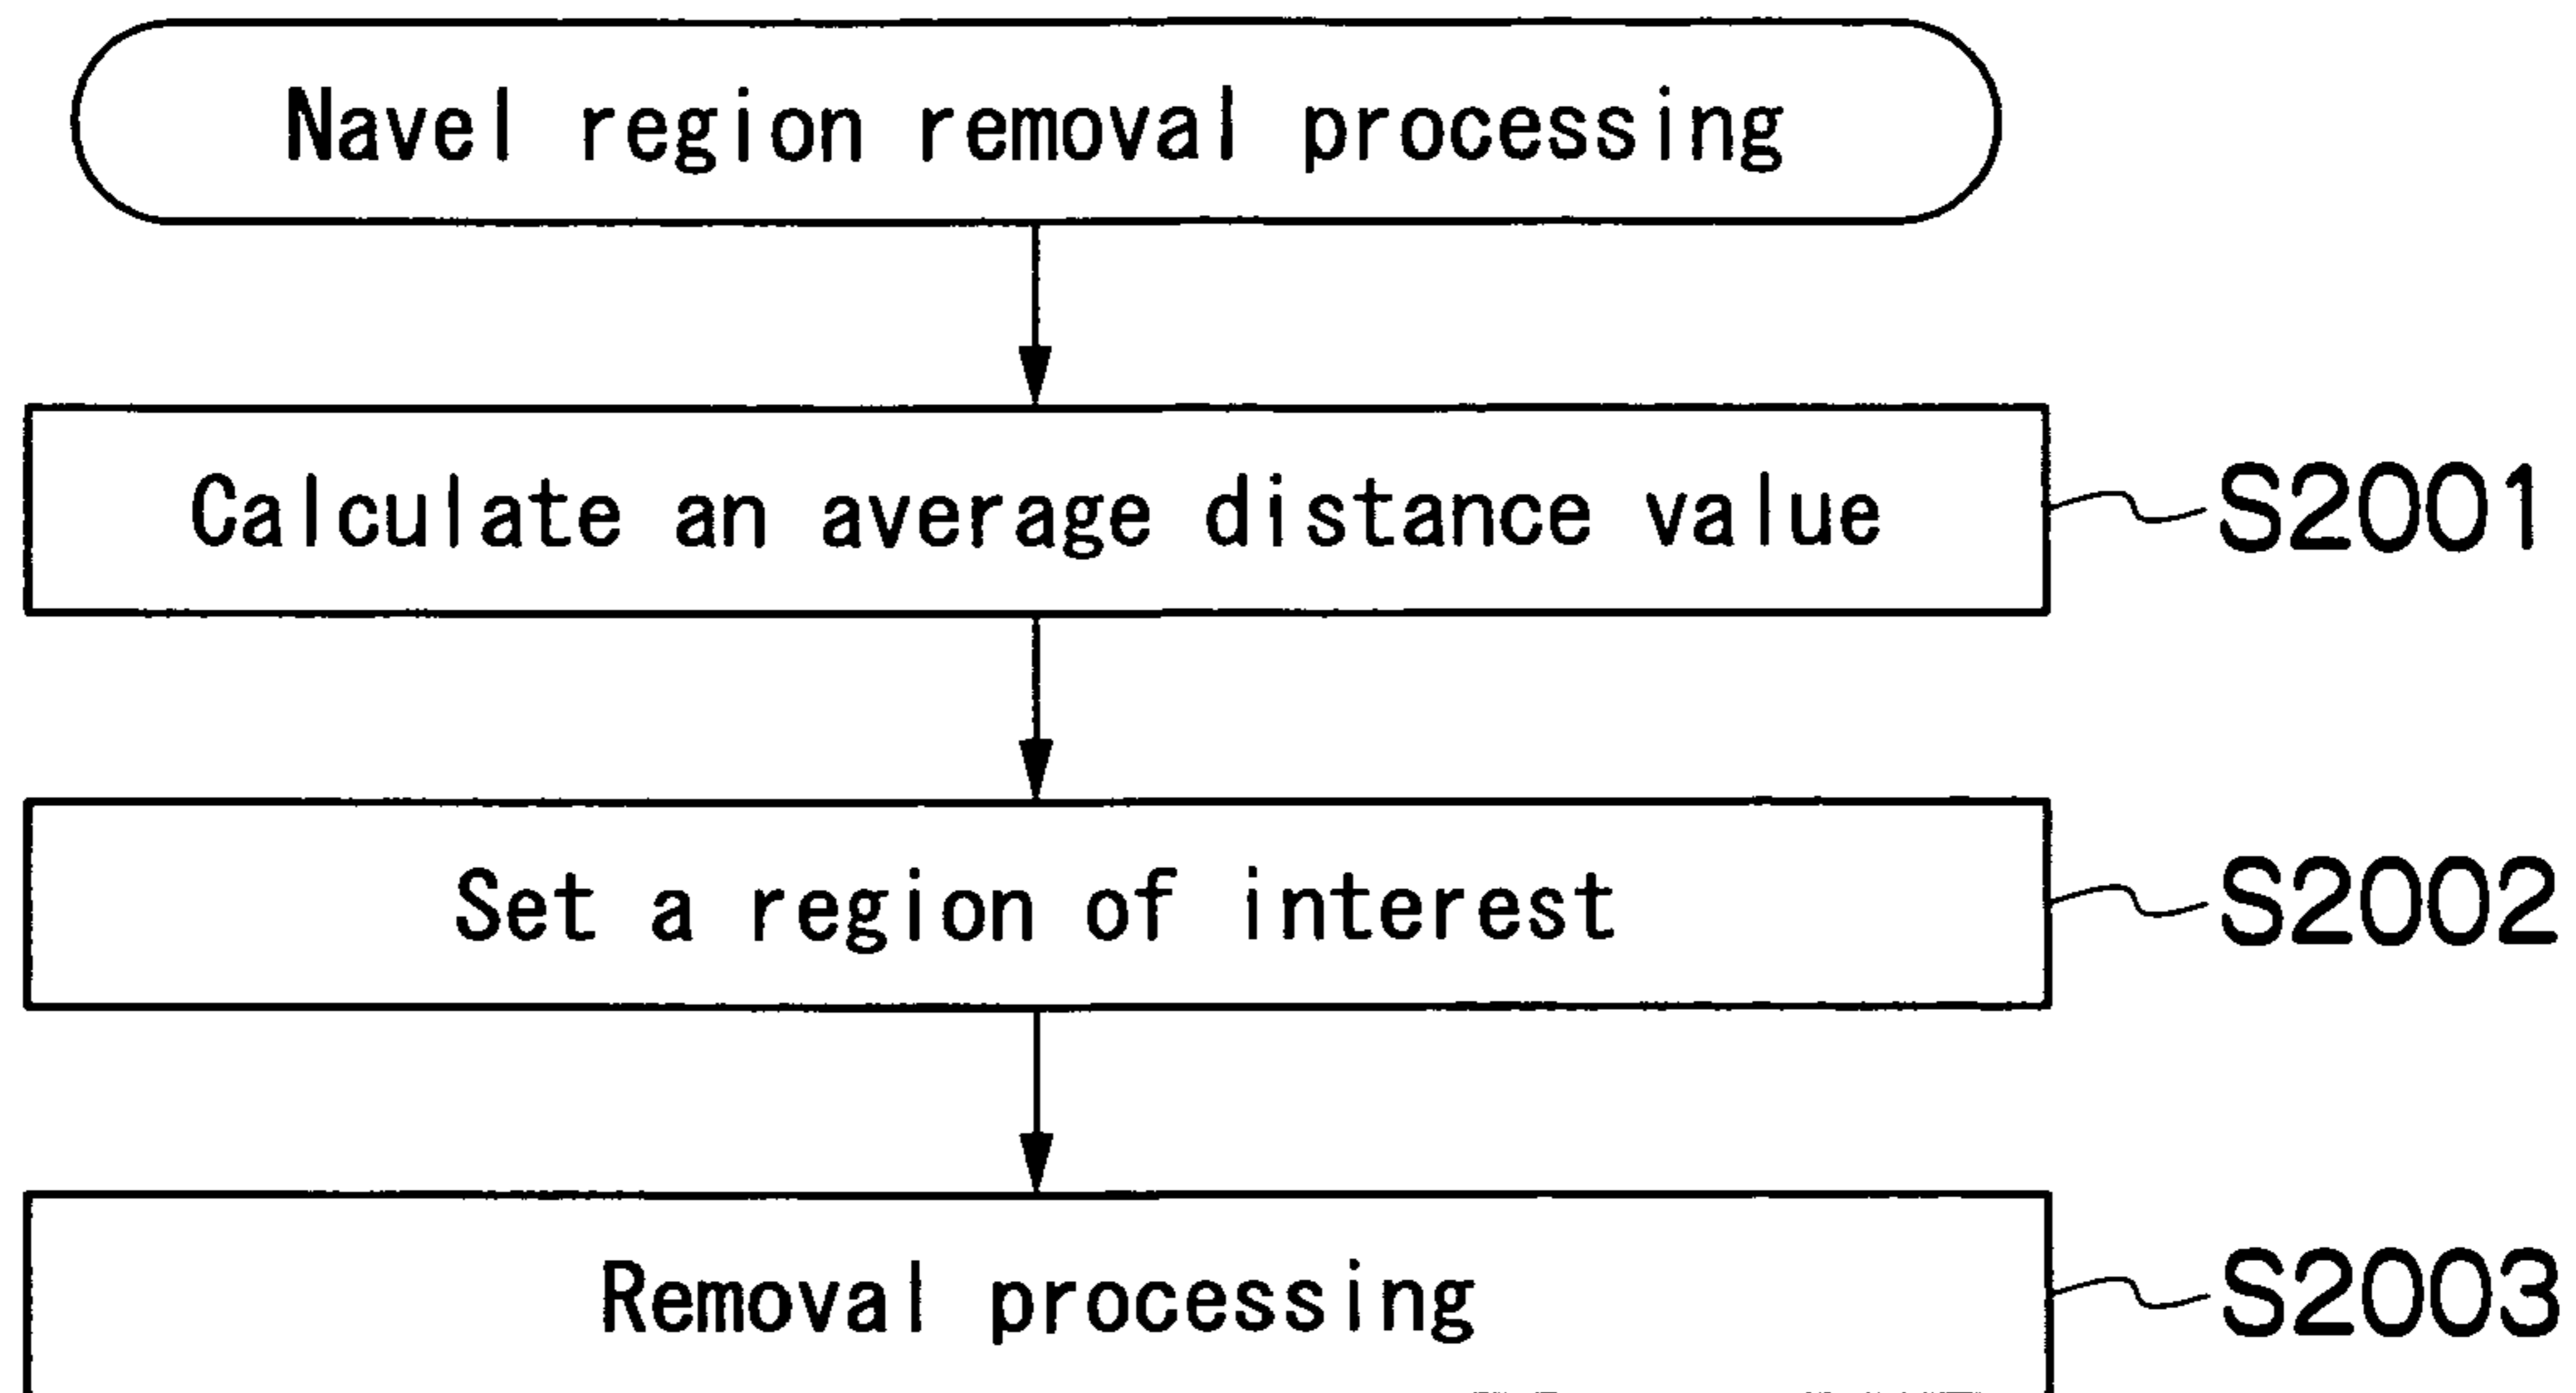 Navel region removal processing
Calculate an average distance value
S2001
Set a region of interest
S2002
Removal processing
S2003